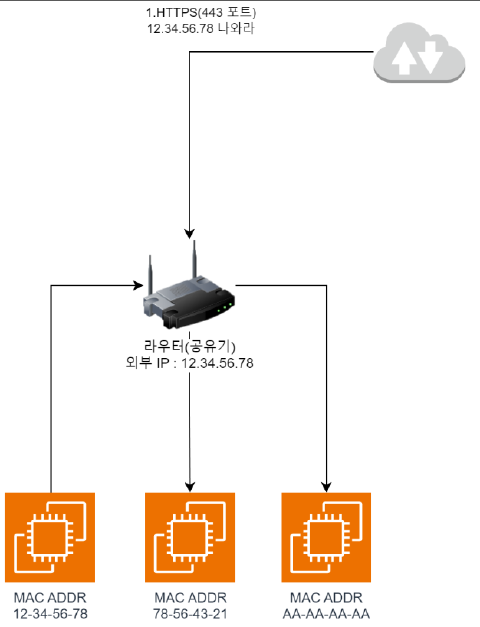 1.HTTPS(443 포트)
12.34.56.78 나와라
라우터(공유기)
외부 IP : 12.34.56.78
MAC ADDR
12-34-56-78
MAC ADDR
78-56-43-21
MAC ADDR
AA-AA-AA-AA